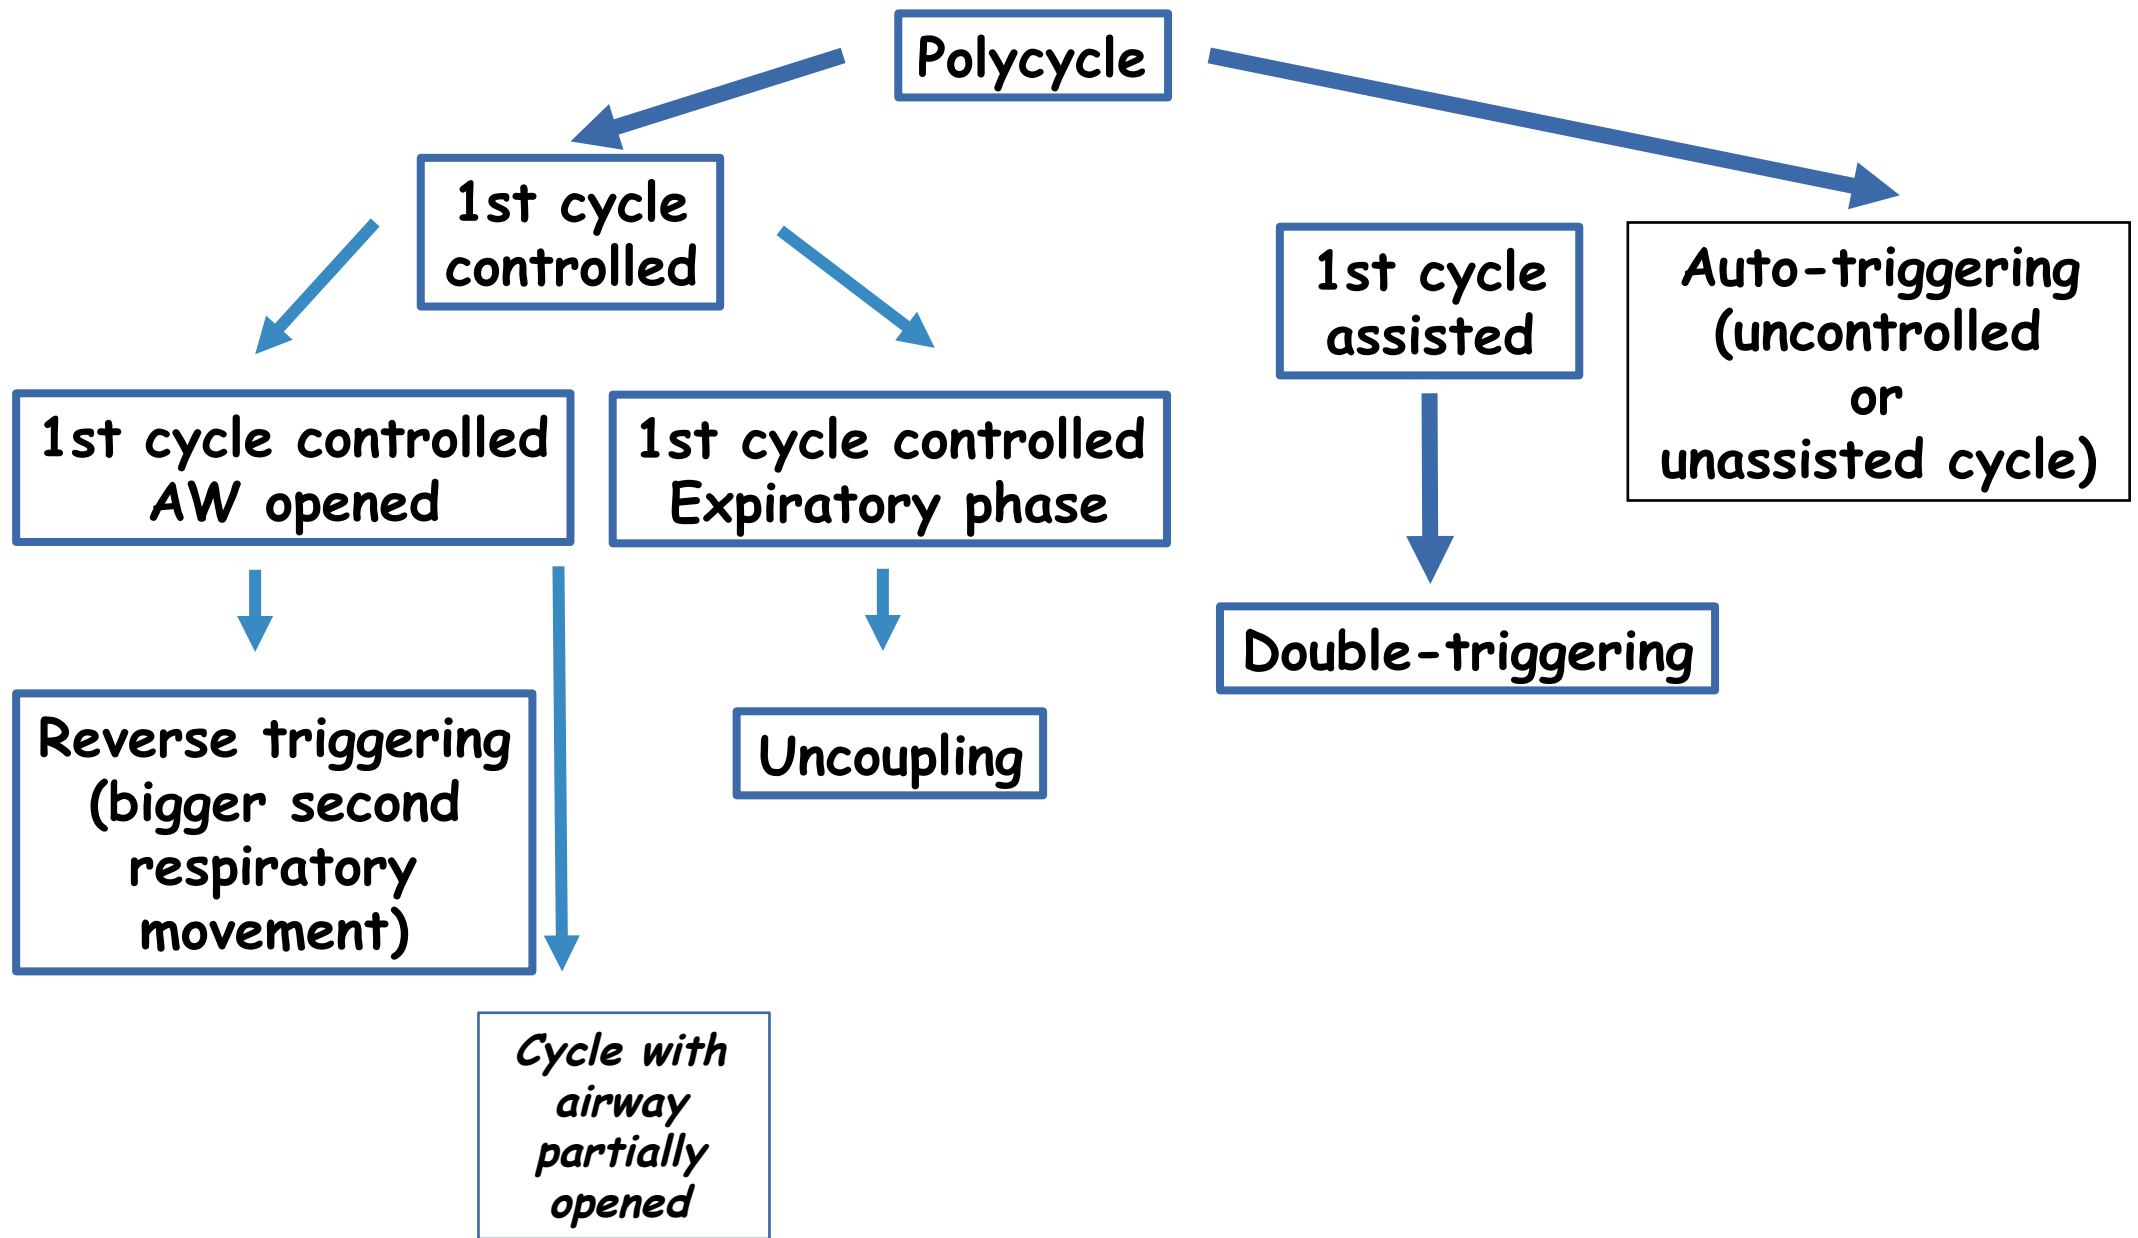 Polycycle
1st cycle
controlled
1st cycle
assisted
Auto-triggering
(uncontrolled
or
unassisted cycle)
1st cycle controlled
AW opened
1st cycle controlled
Expiratory phase
Double-triggering
Reverse triggering
(bigger second
respiratory
movement)
Uncoupling
Cycle with
airway
partially
opened